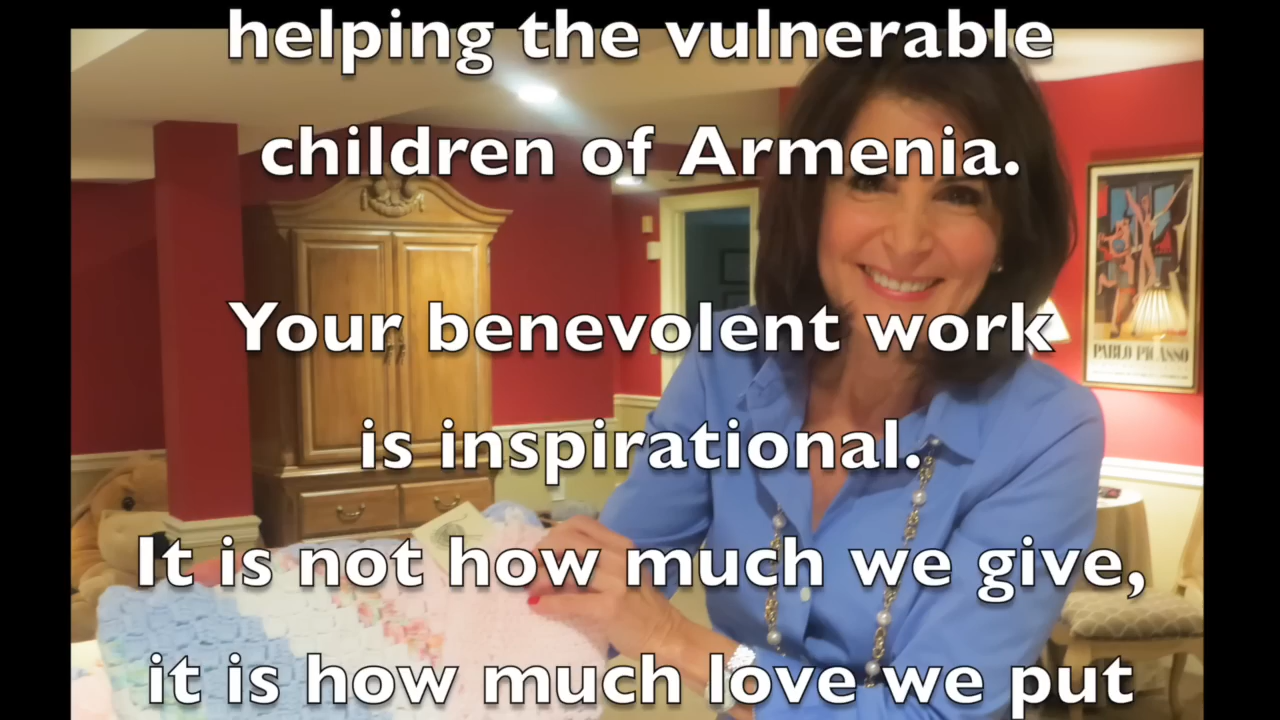 helping the vulnerable
children of Armenia.
Your benevolent work
is inspirational.
It is not how much we give,
it is how much love we put
PABLO PICASSO